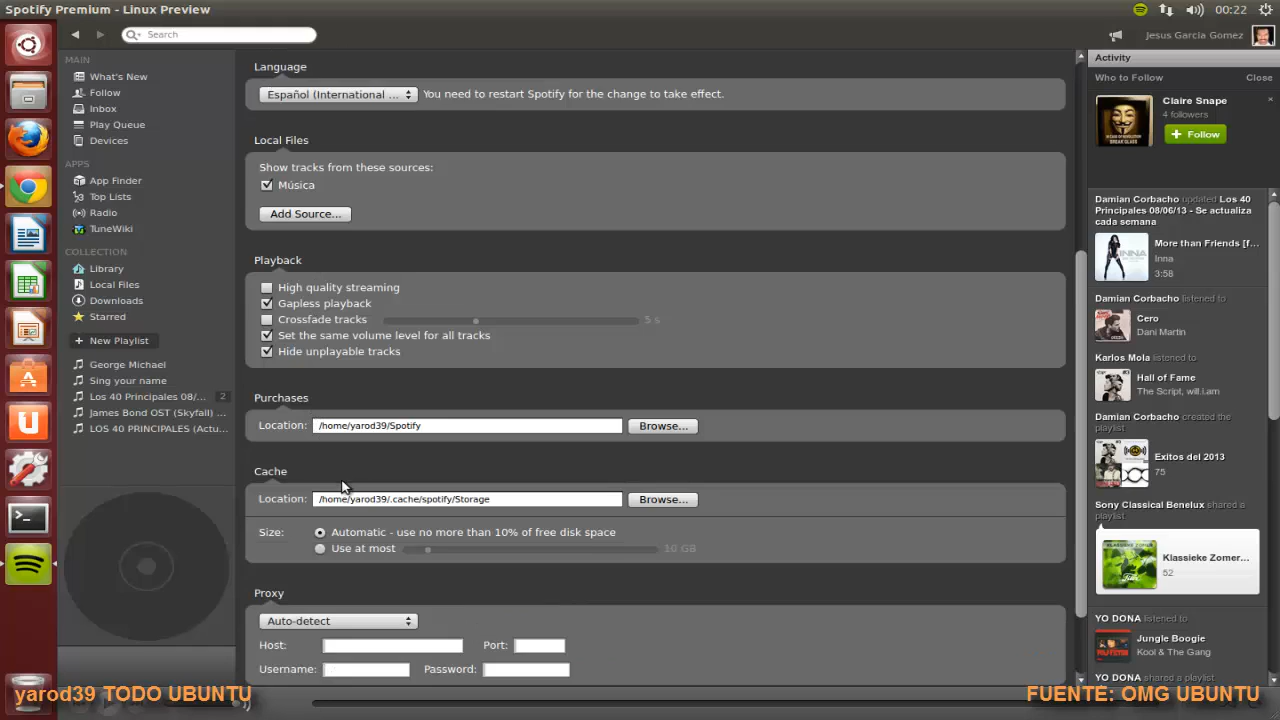 Spotify Premium - Linux Preview
00:22
Search
Jesus Garcia Gomez
MAIN
What's New
Follow
Inbox
Play Queue
Devices
APPS
App Finder
Top Lists
Radio
TuneWiki
COLLECTION
Library
Local Files
Downloads
Starred
+ New Playlist
George Michael
Sing your name
Los 40 Principales 08/... 2
James Bond OST (Skyfall) ...
LOS 40 PRINCIPALES (Actu...
Language
Español (International ... You need to restart Spotify for the change to take effect.
Local Files
Show tracks from these sources:
Música
Add Source...
Playback
High quality streaming
Gapless playback
Crossfade tracks 5 s
Set the same volume level for all tracks
Hide unplayable tracks
Purchases
Location: /home/yarod39/Spotify Browse...
Cache
Location: /home/yarod39/.cache/spotify/Storage Browse...
Size: Automatic - use no more than 10% of free disk space
Use at most 10 GB
Proxy
Auto-detect
Host: Port:
Username: Password:
Activity
Who to Follow Close
Claire Snape
4 followers
+ Follow
Damian Corbacho updated Los 40
Principales 08/06/13 - Se actualiza
cada semana
More than Friends [f...
Inna
3:58
Damian Corbacho listened to
Cero
Dani Martin
Karlos Mola listened to
Hall of Fame
The Script, will.i.am
Damian Corbacho created the
playlist
Exitos del 2013
75
Sony Classical Benelux shared a
playlist
Klassieke Zomer...
52
YO DONA listened to
Jungle Boogie
Kool & The Gang
YO DONA shared a playlist
yarod39 TODO UBUNTU
FUENTE: OMG UBUNTU